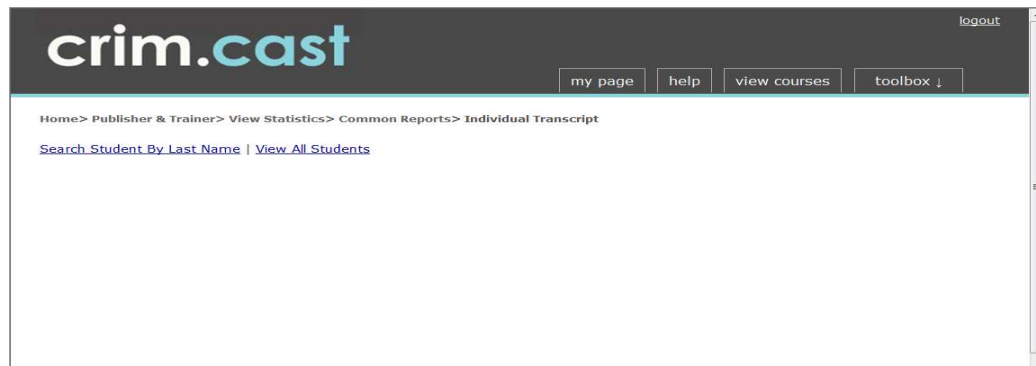 logout
crim.cast
my page help view courses toolbox ↓
Home> Publisher & Trainer> View Statistics> Common Reports> Individual Transcript
Search Student By Last Name | View All Students